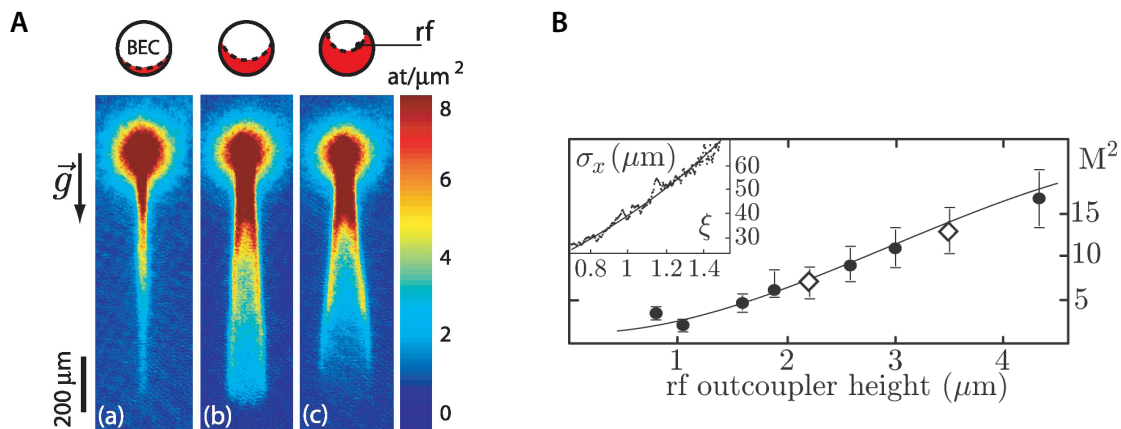 A
BEC
rf
at/μm²
8
6
4
2
0
g
200 μm
(a)
(b)
(c)
B
σx (μm)
60
50
40
30
ξ
0.8 1 1.2 1.4
M²
15
10
5
1 2 3 4
rf outcoupler height (μm)